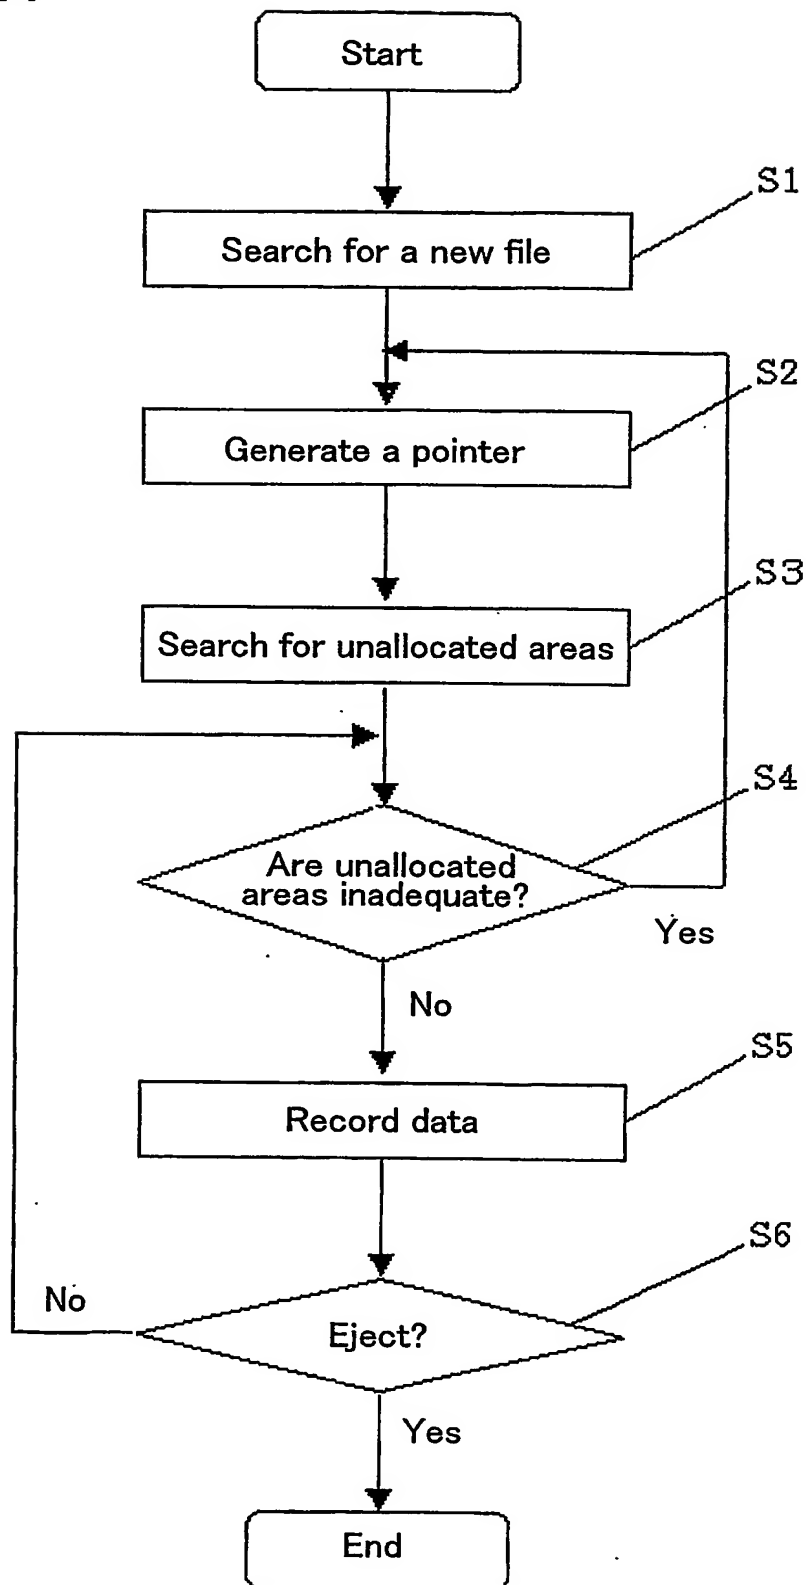 Start
S1
Search for a new file
S2
Generate a pointer
S3
Search for unallocated areas
S4
Are unallocated
areas inadequate?
Yes
No
S5
Record data
S6
No
Eject?
Yes
End